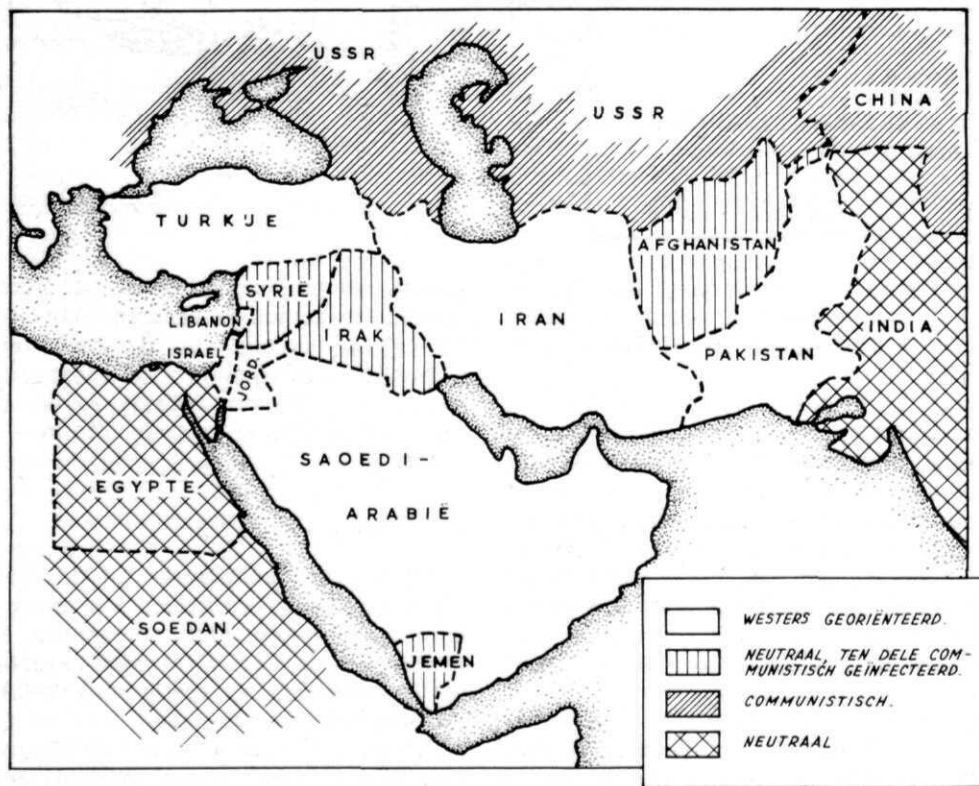 USSR
USSR
CHINA
TURKIJE
AFGHANISTAN
SYRIE
LIBANON
IRAK
IRAN
INDIA
ISRAEL
JORD.
PAKISTAN
SAOEDI-
ARABIË
EGYPTE
SOEDAN
JEMEN
WESTERS GEORIËNTEERD.
NEUTRAAL, TEN DELE COM-
MUNISTISCH GEÏNFECTEERD.
COMMUNISTISCH.
NEUTRAAL